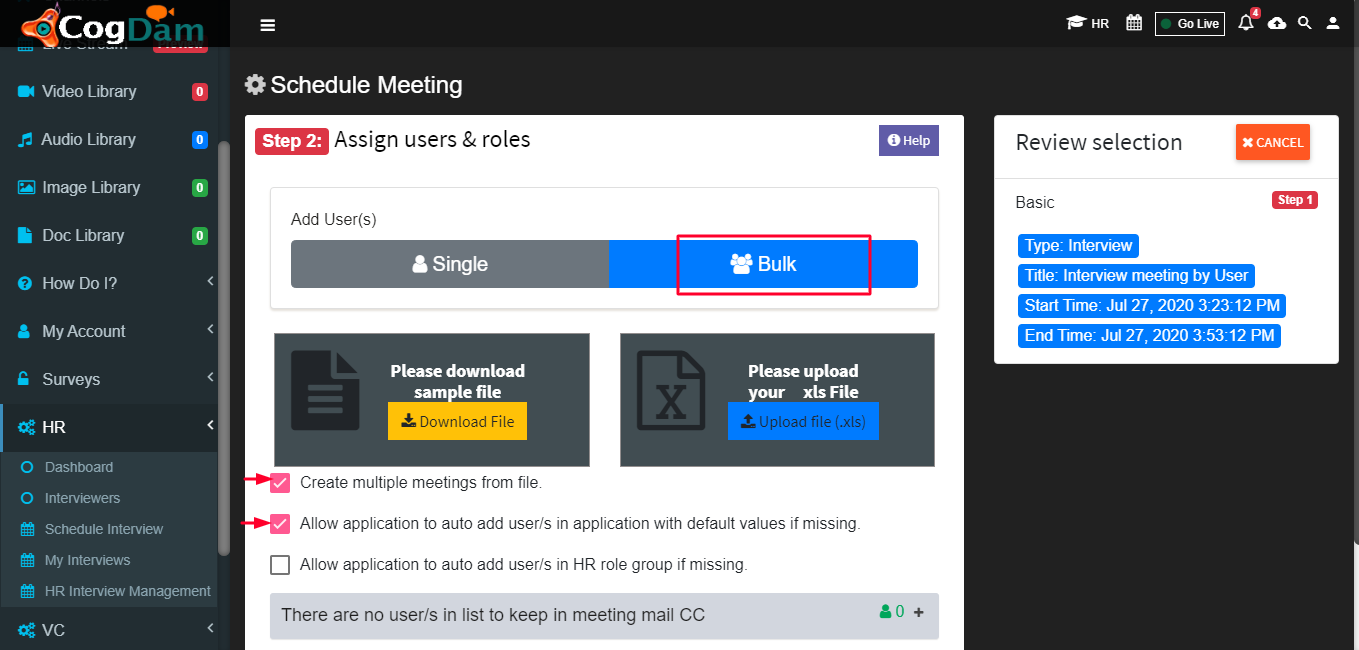 CogDam
HR
Go Live
4
Live Stream
Video Library 0
Audio Library 0
Image Library 0
Doc Library 0
How Do I?
My Account
Surveys
HR
Dashboard
Interviewers
Schedule Interview
My Interviews
HR Interview Management
VC
Schedule Meeting
Step 2: Assign users & roles
Help
Add User(s)
Single
Bulk
Please download
sample file
Download File
Please upload
your xls File
Upload file (.xls)
Create multiple meetings from file.
Allow application to auto add user/s in application with default values if missing.
Allow application to auto add user/s in HR role group if missing.
There are no user/s in list to keep in meeting mail CC
0 +
Review selection
CANCEL
Basic
Step 1
Type: Interview
Title: Interview meeting by User
Start Time: Jul 27, 2020 3:23:12 PM
End Time: Jul 27, 2020 3:53:12 PM